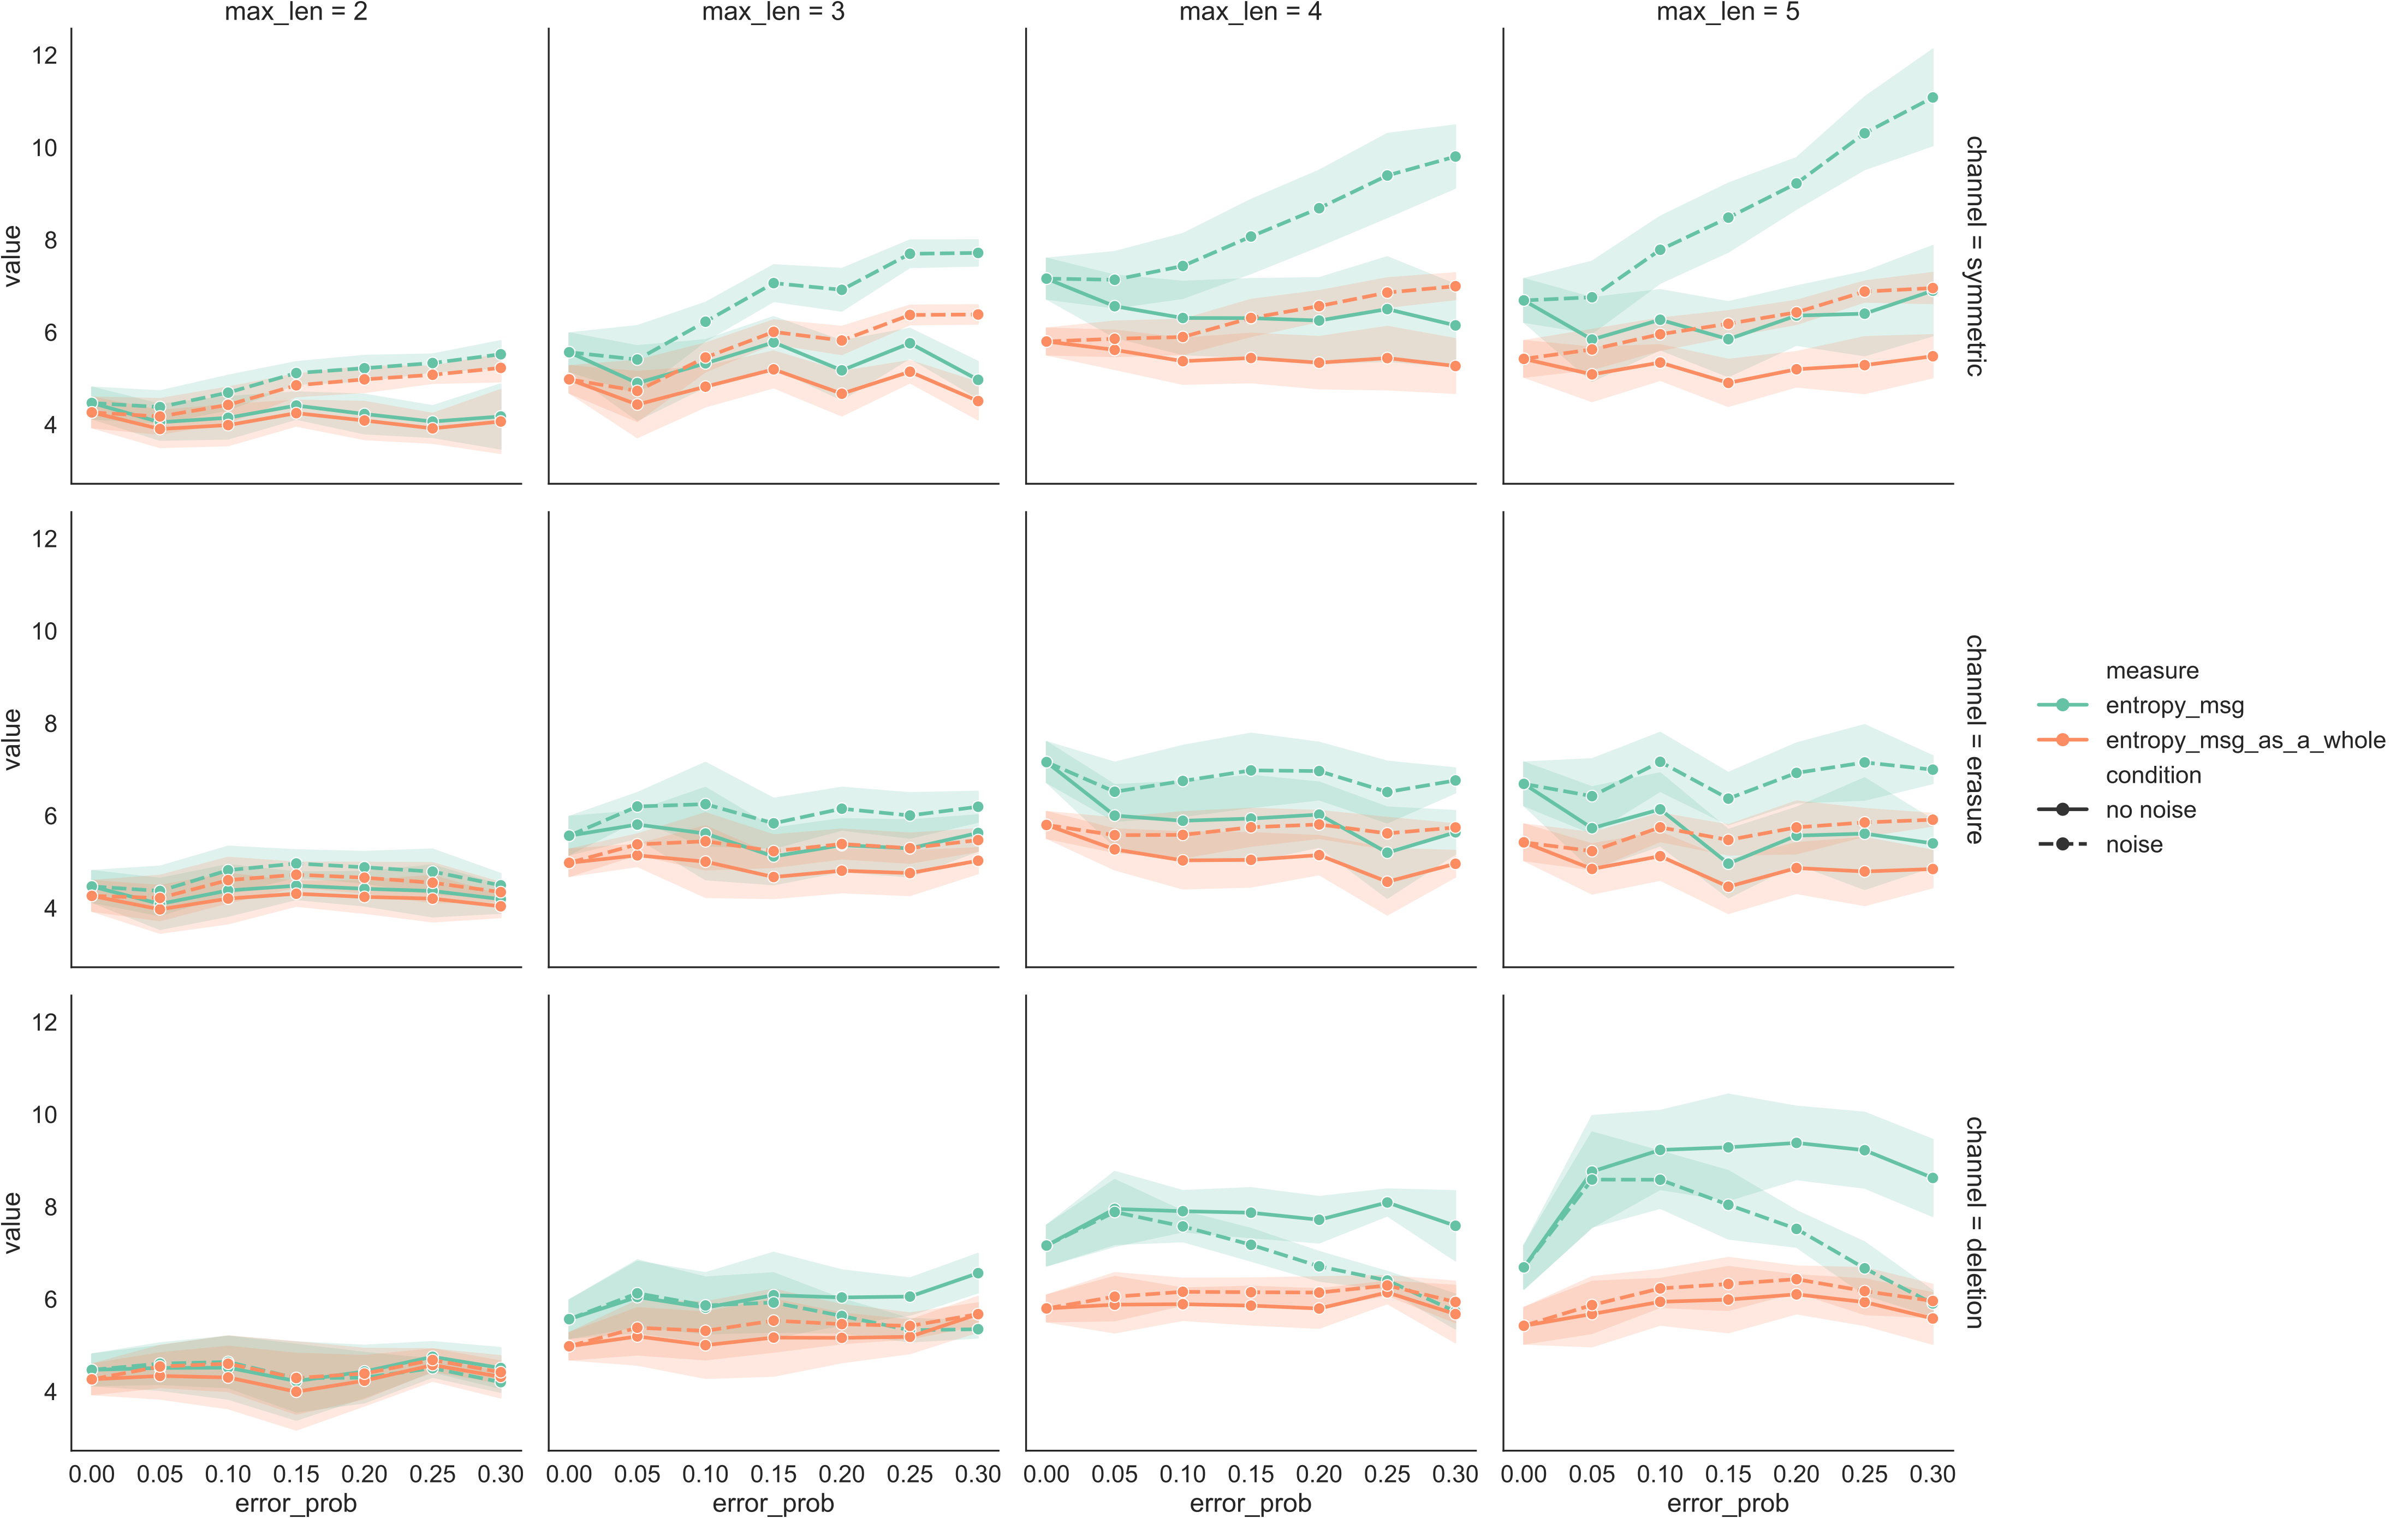 max_len = 2
max_len = 3
max_len = 4
max_len = 5
12
10
8
6
4
value
channel = symmetric
12
10
8
6
4
value
channel = erasure
measure
entropy_msg
entropy_msg_as_a_whole
condition
no noise
noise
12
10
8
6
4
value
channel = deletion
0.00 0.05 0.10 0.15 0.20 0.25 0.30
error_prob
0.00 0.05 0.10 0.15 0.20 0.25 0.30
error_prob
0.00 0.05 0.10 0.15 0.20 0.25 0.30
error_prob
0.00 0.05 0.10 0.15 0.20 0.25 0.30
error_prob